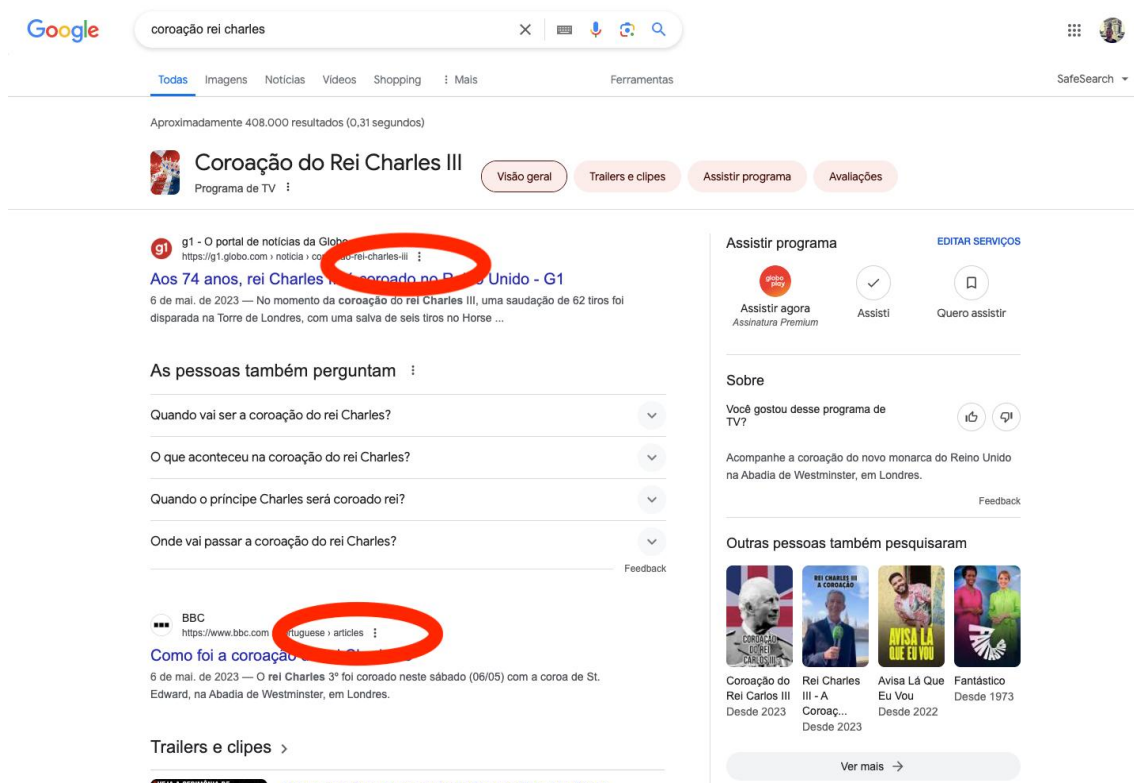 Google
coroação rei charles
Todas Imagens Notícias Vídeos Shopping Mais Ferramentas
SafeSearch
Aproximadamente 408.000 resultados (0,31 segundos)
Coroação do Rei Charles III
Programa de TV
Visão geral Trailers e clipes Assistir programa Avaliações
g1
g1 - O portal de notícias da Globo
https://g1.globo.com › noticia › -rei-charles-iii
Aos 74 anos, rei Charles coroado no Unido - G1
6 de mai. de 2023 — No momento da coroação do rei Charles III, uma saudação de 62 tiros foi
disparada na Torre de Londres, com uma salva de seis tiros no Horse ...
As pessoas também perguntam
Quando vai ser a coroação do rei Charles?
O que aconteceu na coroação do rei Charles?
Quando o príncipe Charles será coroado rei?
Onde vai passar a coroação do rei Charles?
Feedback
BBC
https://www.bbc.com › articles
Como foi a coroação
6 de mai. de 2023 — O rei Charles 3º foi coroado neste sábado (06/05) com a coroa de St.
Edward, na Abadia de Westminster, em Londres.
Trailers e clipes >
Assistir programa
EDITAR SERVIÇOS
globo
play
Assistir agora
Assinatura Premium
Assisti
Quero assistir
Sobre
Você gostou desse programa de
TV?
Acompanhe a coroação do novo monarca do Reino Unido
na Abadia de Westminster, em Londres.
Feedback
Outras pessoas também pesquisaram
COROAÇÃO
DO REI
CARLOS III
REI CHARLES III
A COROAÇÃO
AVISA LÁ
QUE EU VOU
Coroação do
Rei Carlos III
Desde 2023
Rei Charles
III - A
Coroaç...
Desde 2023
Avisa Lá Que
Eu Vou
Desde 2022
Fantástico
Desde 1973
Ver mais →